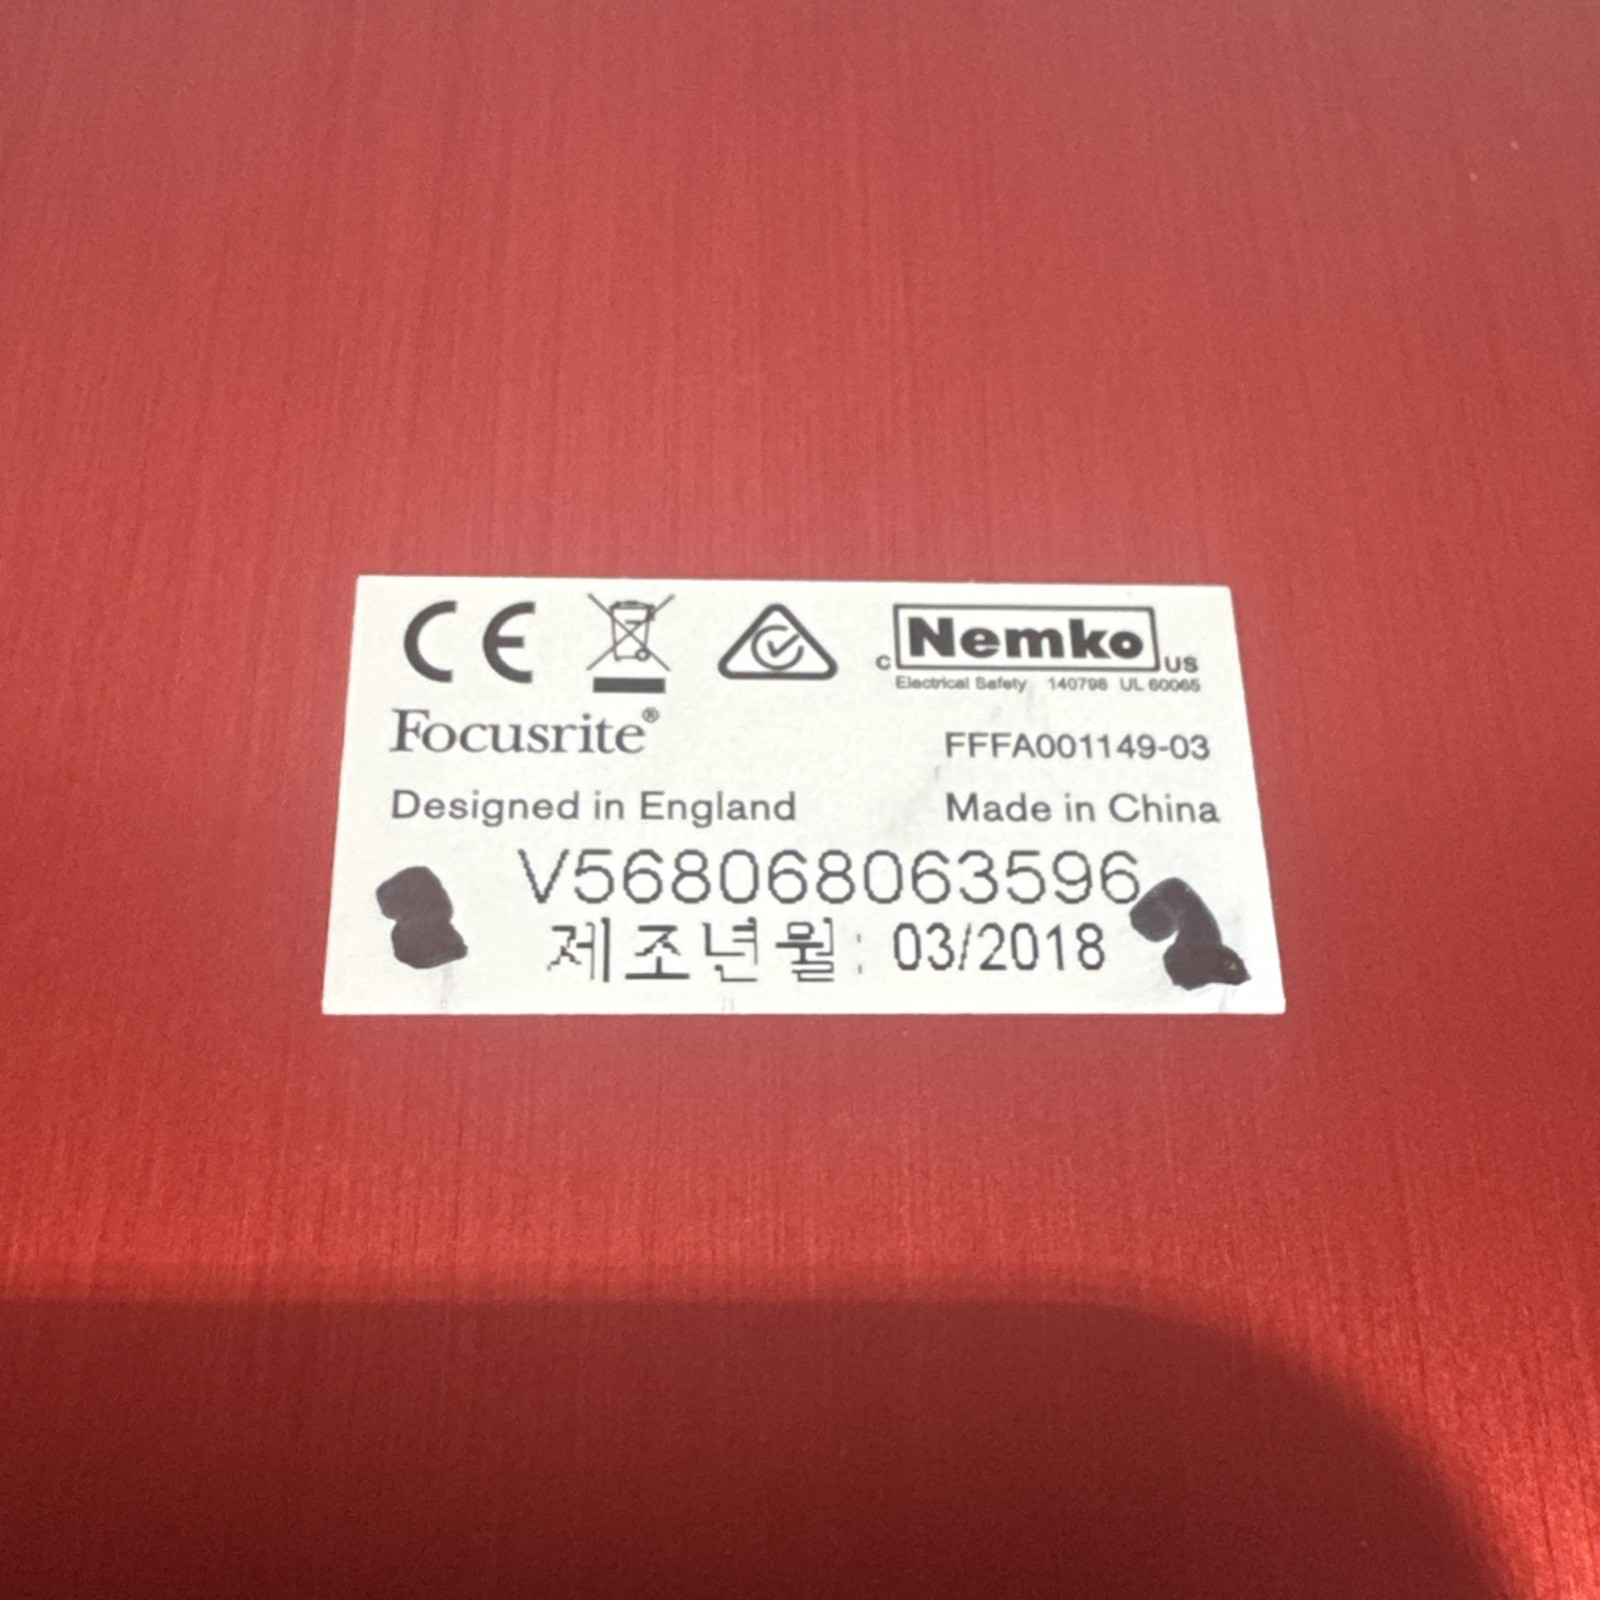 CE
c Nemko US
Electrical Safety 140798 UL 60065
Focusrite®
FFFA001149-03
Designed in England
Made in China
V568068063596
제조년월: 03/2018